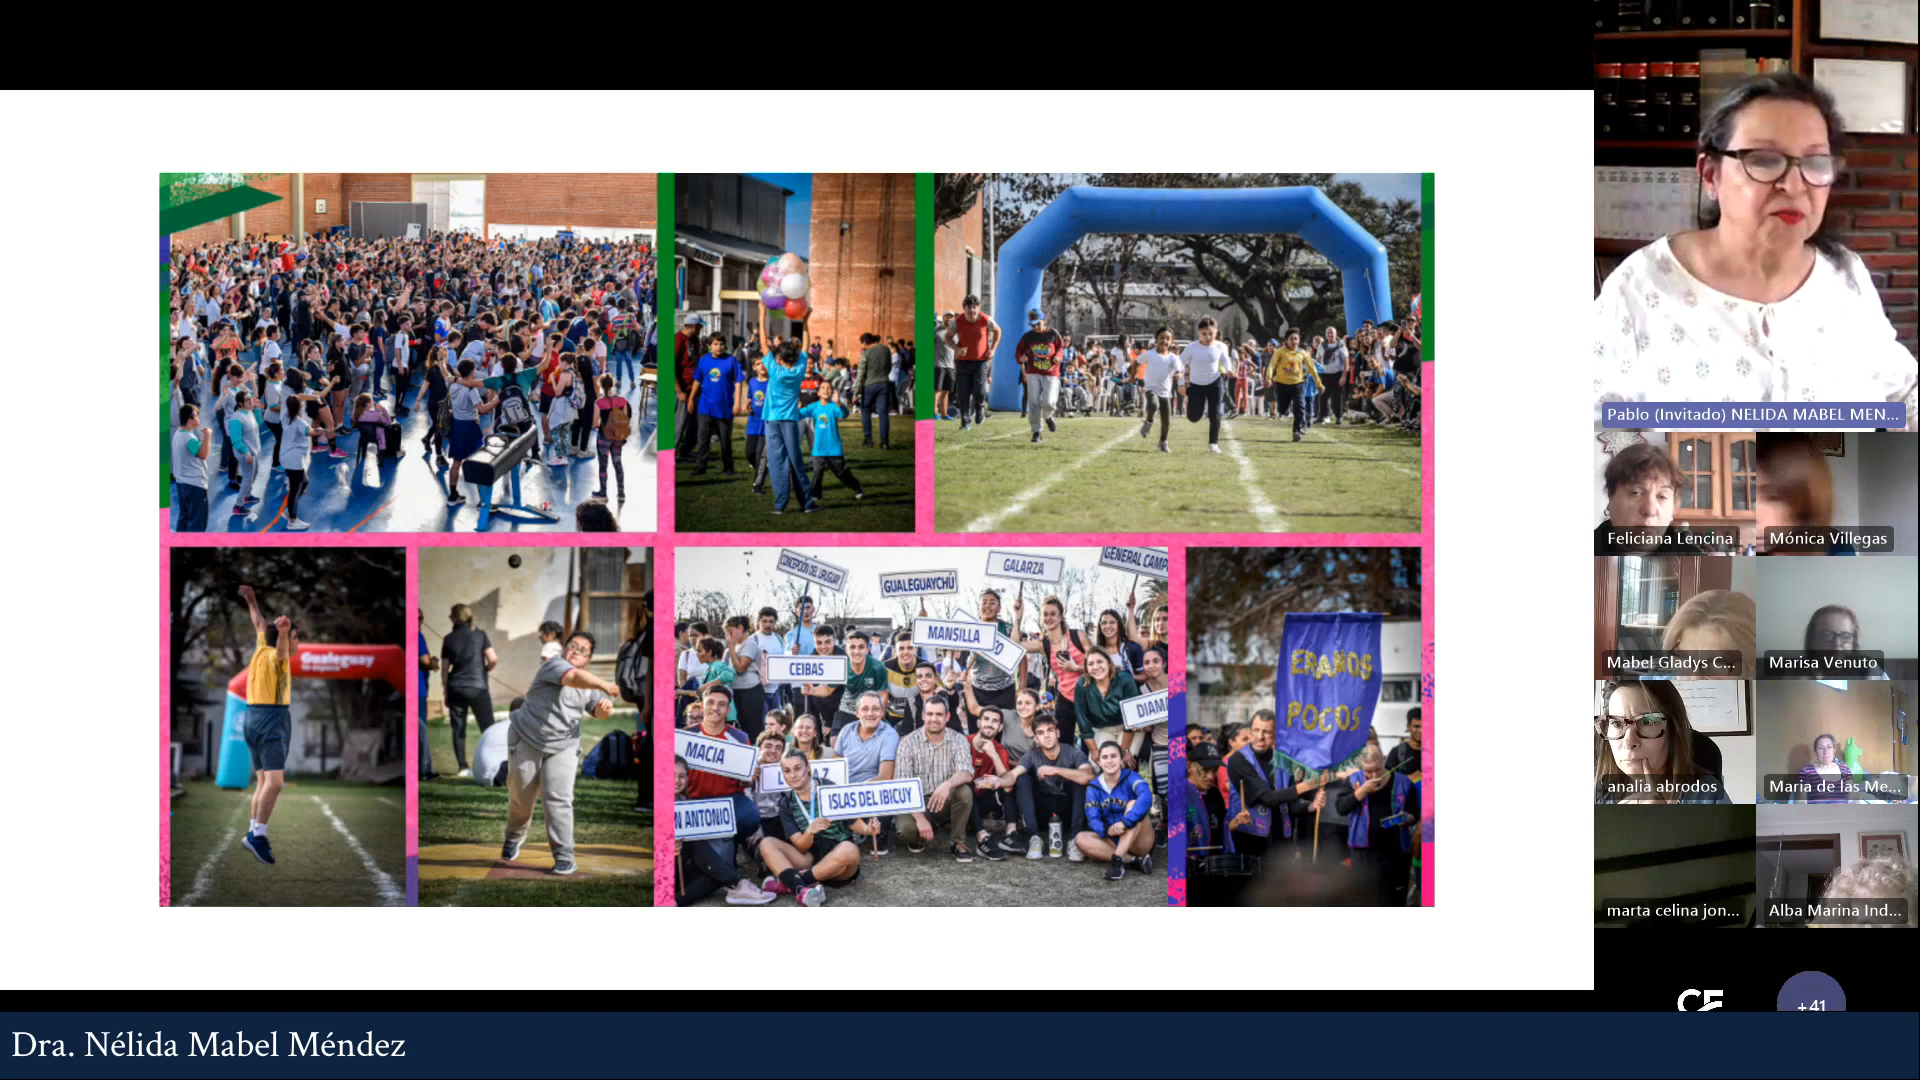 CONCEPCIÓN DEL URUGUAY
GUALEGUAYCHÚ
GALARZA
GENERAL CAMP
MANSILLA
CEIBAS
DIAM
MACIA
ISLAS DEL IBICUY
N ANTONIO
Gualeguay
ERAMOS
POCOS
Pablo (Invitado) NELIDA MABEL MEN...
Feliciana Lencina
Mónica Villegas
Mabel Gladys C...
Marisa Venuto
analia abrodos
Maria de las Me...
marta celina jon...
Alba Marina Ind...
CF
+41
Dra. Nélida Mabel Méndez